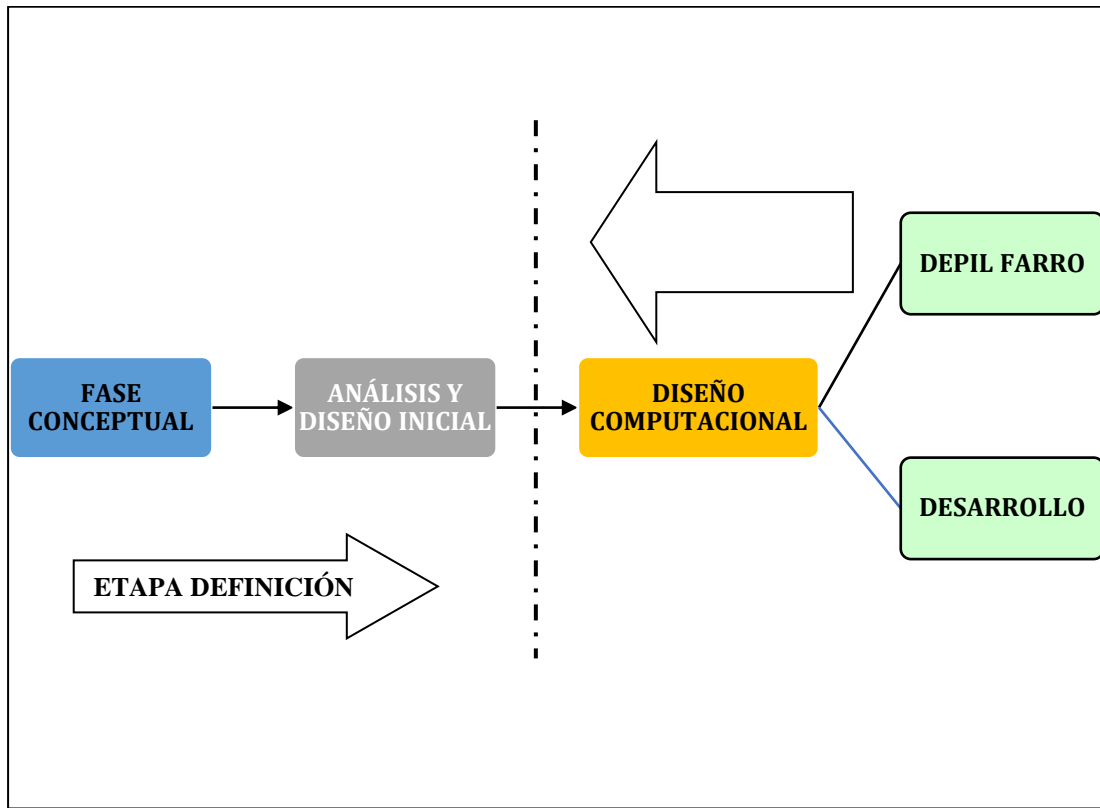 DEPIL FARRO
FASE
CONCEPTUAL
ANÁLISIS Y
DISEÑO INICIAL
DISEÑO
COMPUTACIONAL
DESARROLLO
ETAPA DEFINICIÓN